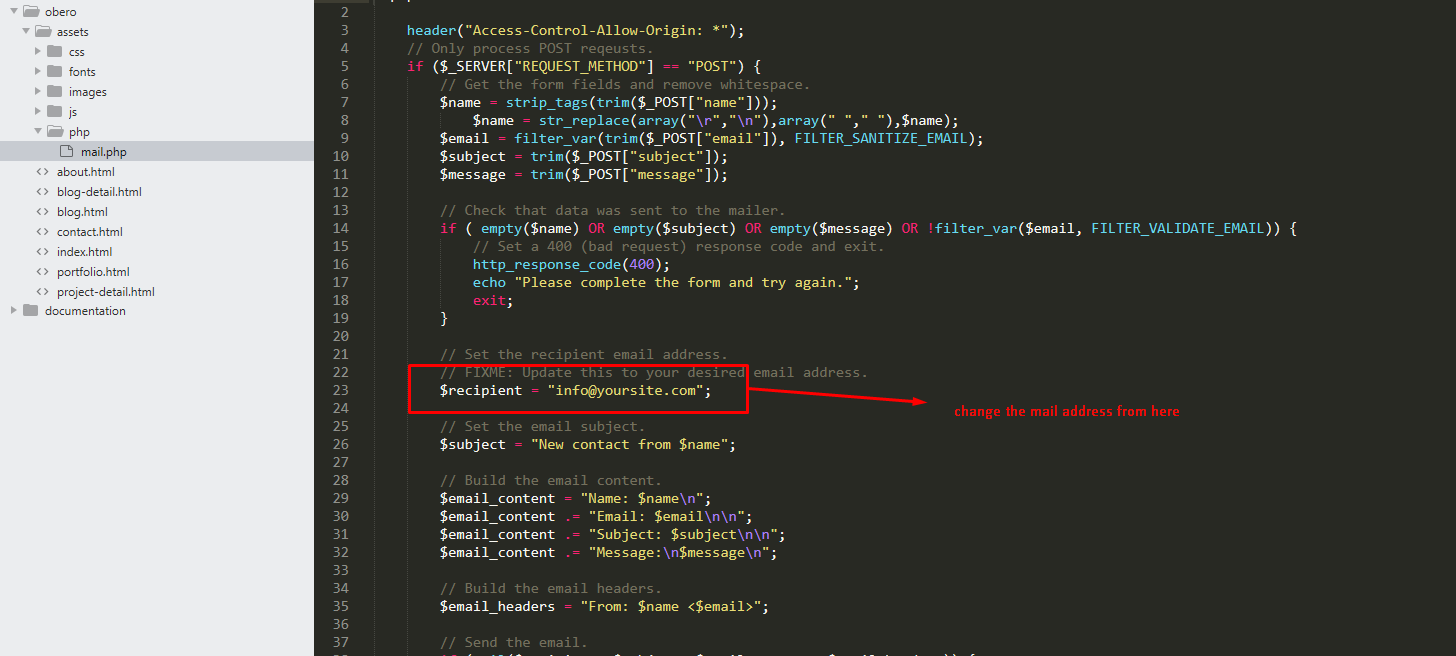 obero
assets
css
fonts
images
js
php
mail.php
about.html
blog-detail.html
blog.html
contact.html
index.html
portfolio.html
project-detail.html
documentation
2
3 header("Access-Control-Allow-Origin: *");
4 // Only process POST reqeusts.
5 if ($_SERVER["REQUEST_METHOD"] == "POST") {
6 // Get the form fields and remove whitespace.
7 $name = strip_tags(trim($_POST["name"]));
8 $name = str_replace(array("\r","\n"),array(" "," "),$name);
9 $email = filter_var(trim($_POST["email"]), FILTER_SANITIZE_EMAIL);
10 $subject = trim($_POST["subject"]);
11 $message = trim($_POST["message"]);
12
13 // Check that data was sent to the mailer.
14 if ( empty($name) OR empty($subject) OR empty($message) OR !filter_var($email, FILTER_VALIDATE_EMAIL)) {
15 // Set a 400 (bad request) response code and exit.
16 http_response_code(400);
17 echo "Please complete the form and try again.";
18 exit;
19 }
20
21 // Set the recipient email address.
22 // FIXME: Update this to your desired email address.
23 $recipient = "info@yoursite.com";
24
change the mail address from here
25 // Set the email subject.
26 $subject = "New contact from $name";
27
28 // Build the email content.
29 $email_content = "Name: $name\n";
30 $email_content .= "Email: $email\n\n";
31 $email_content .= "Subject: $subject\n\n";
32 $email_content .= "Message:\n$message\n";
33
34 // Build the email headers.
35 $email_headers = "From: $name <$email>";
36
37 // Send the email.